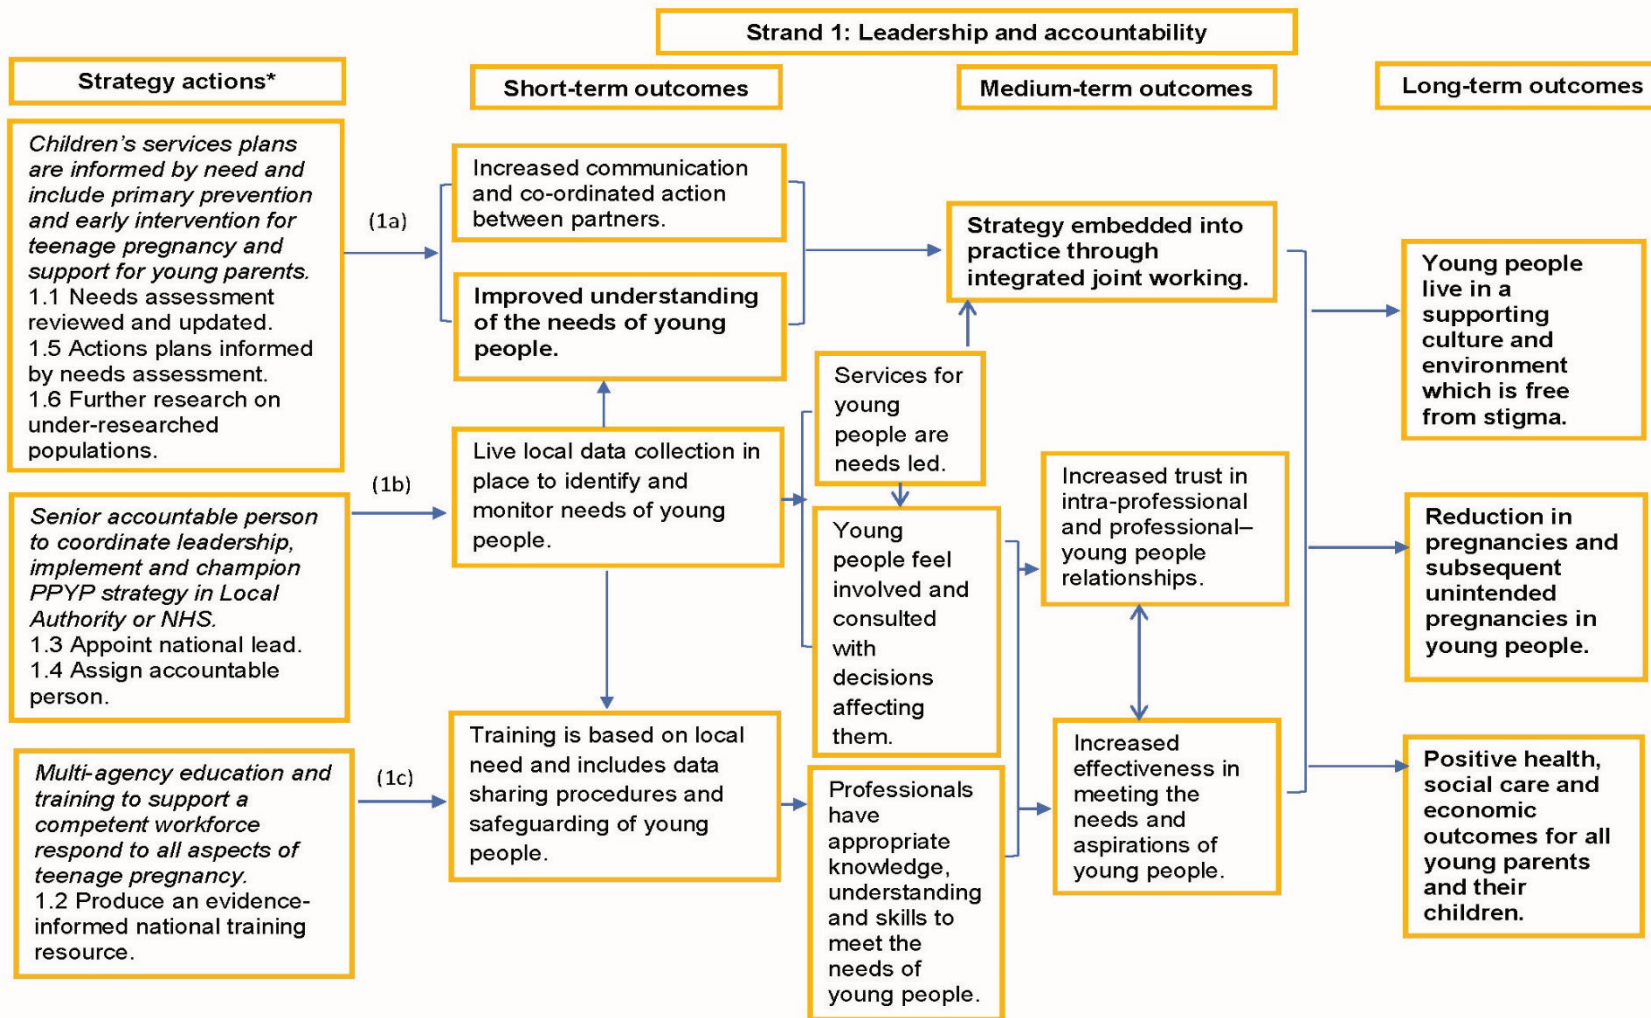 Strand 1: Leadership and accountability
Strategy actions*
Short-term outcomes
Medium-term outcomes
Long-term outcomes
Children’s services plans
are informed by need and
include primary prevention
and early intervention for
teenage pregnancy and
support for young parents.
1.1 Needs assessment
reviewed and updated.
1.5 Actions plans informed
by needs assessment.
1.6 Further research on
under-researched
populations.
(1a)
Increased communication
and co-ordinated action
between partners.
Improved understanding
of the needs of young
people.
Strategy embedded into
practice through
integrated joint working.
Young people
live in a
supporting
culture and
environment
which is free
from stigma.
Senior accountable person
to coordinate leadership,
implement and champion
PPYP strategy in Local
Authority or NHS.
1.3 Appoint national lead.
1.4 Assign accountable
person.
(1b)
Live local data collection in
place to identify and
monitor needs of young
people.
Services for
young
people are
needs led.
Young
people feel
involved and
consulted
with
decisions
affecting
them.
Increased trust in
intra-professional
and professional–
young people
relationships.
Reduction in
pregnancies and
subsequent
unintended
pregnancies in
young people.
Multi-agency education and
training to support a
competent workforce
respond to all aspects of
teenage pregnancy.
1.2 Produce an evidence-
informed national training
resource.
(1c)
Training is based on local
need and includes data
sharing procedures and
safeguarding of young
people.
Professionals
have
appropriate
knowledge,
understanding
and skills to
meet the
needs of
young people.
Increased
effectiveness in
meeting the
needs and
aspirations of
young people.
Positive health,
social care and
economic
outcomes for all
young parents
and their
children.